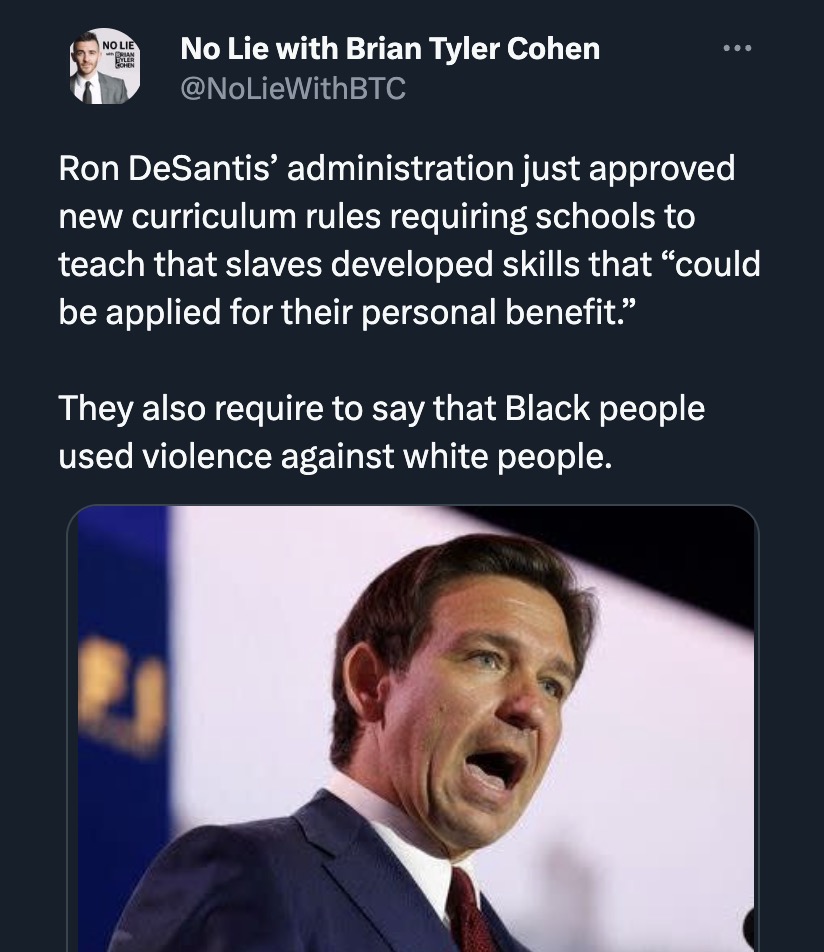 NO LIE
with BRIAN
TYLER
COHEN
No Lie with Brian Tyler Cohen
@NoLieWithBTC
Ron DeSantis’ administration just approved
new curriculum rules requiring schools to
teach that slaves developed skills that “could
be applied for their personal benefit.”
They also require to say that Black people
used violence against white people.